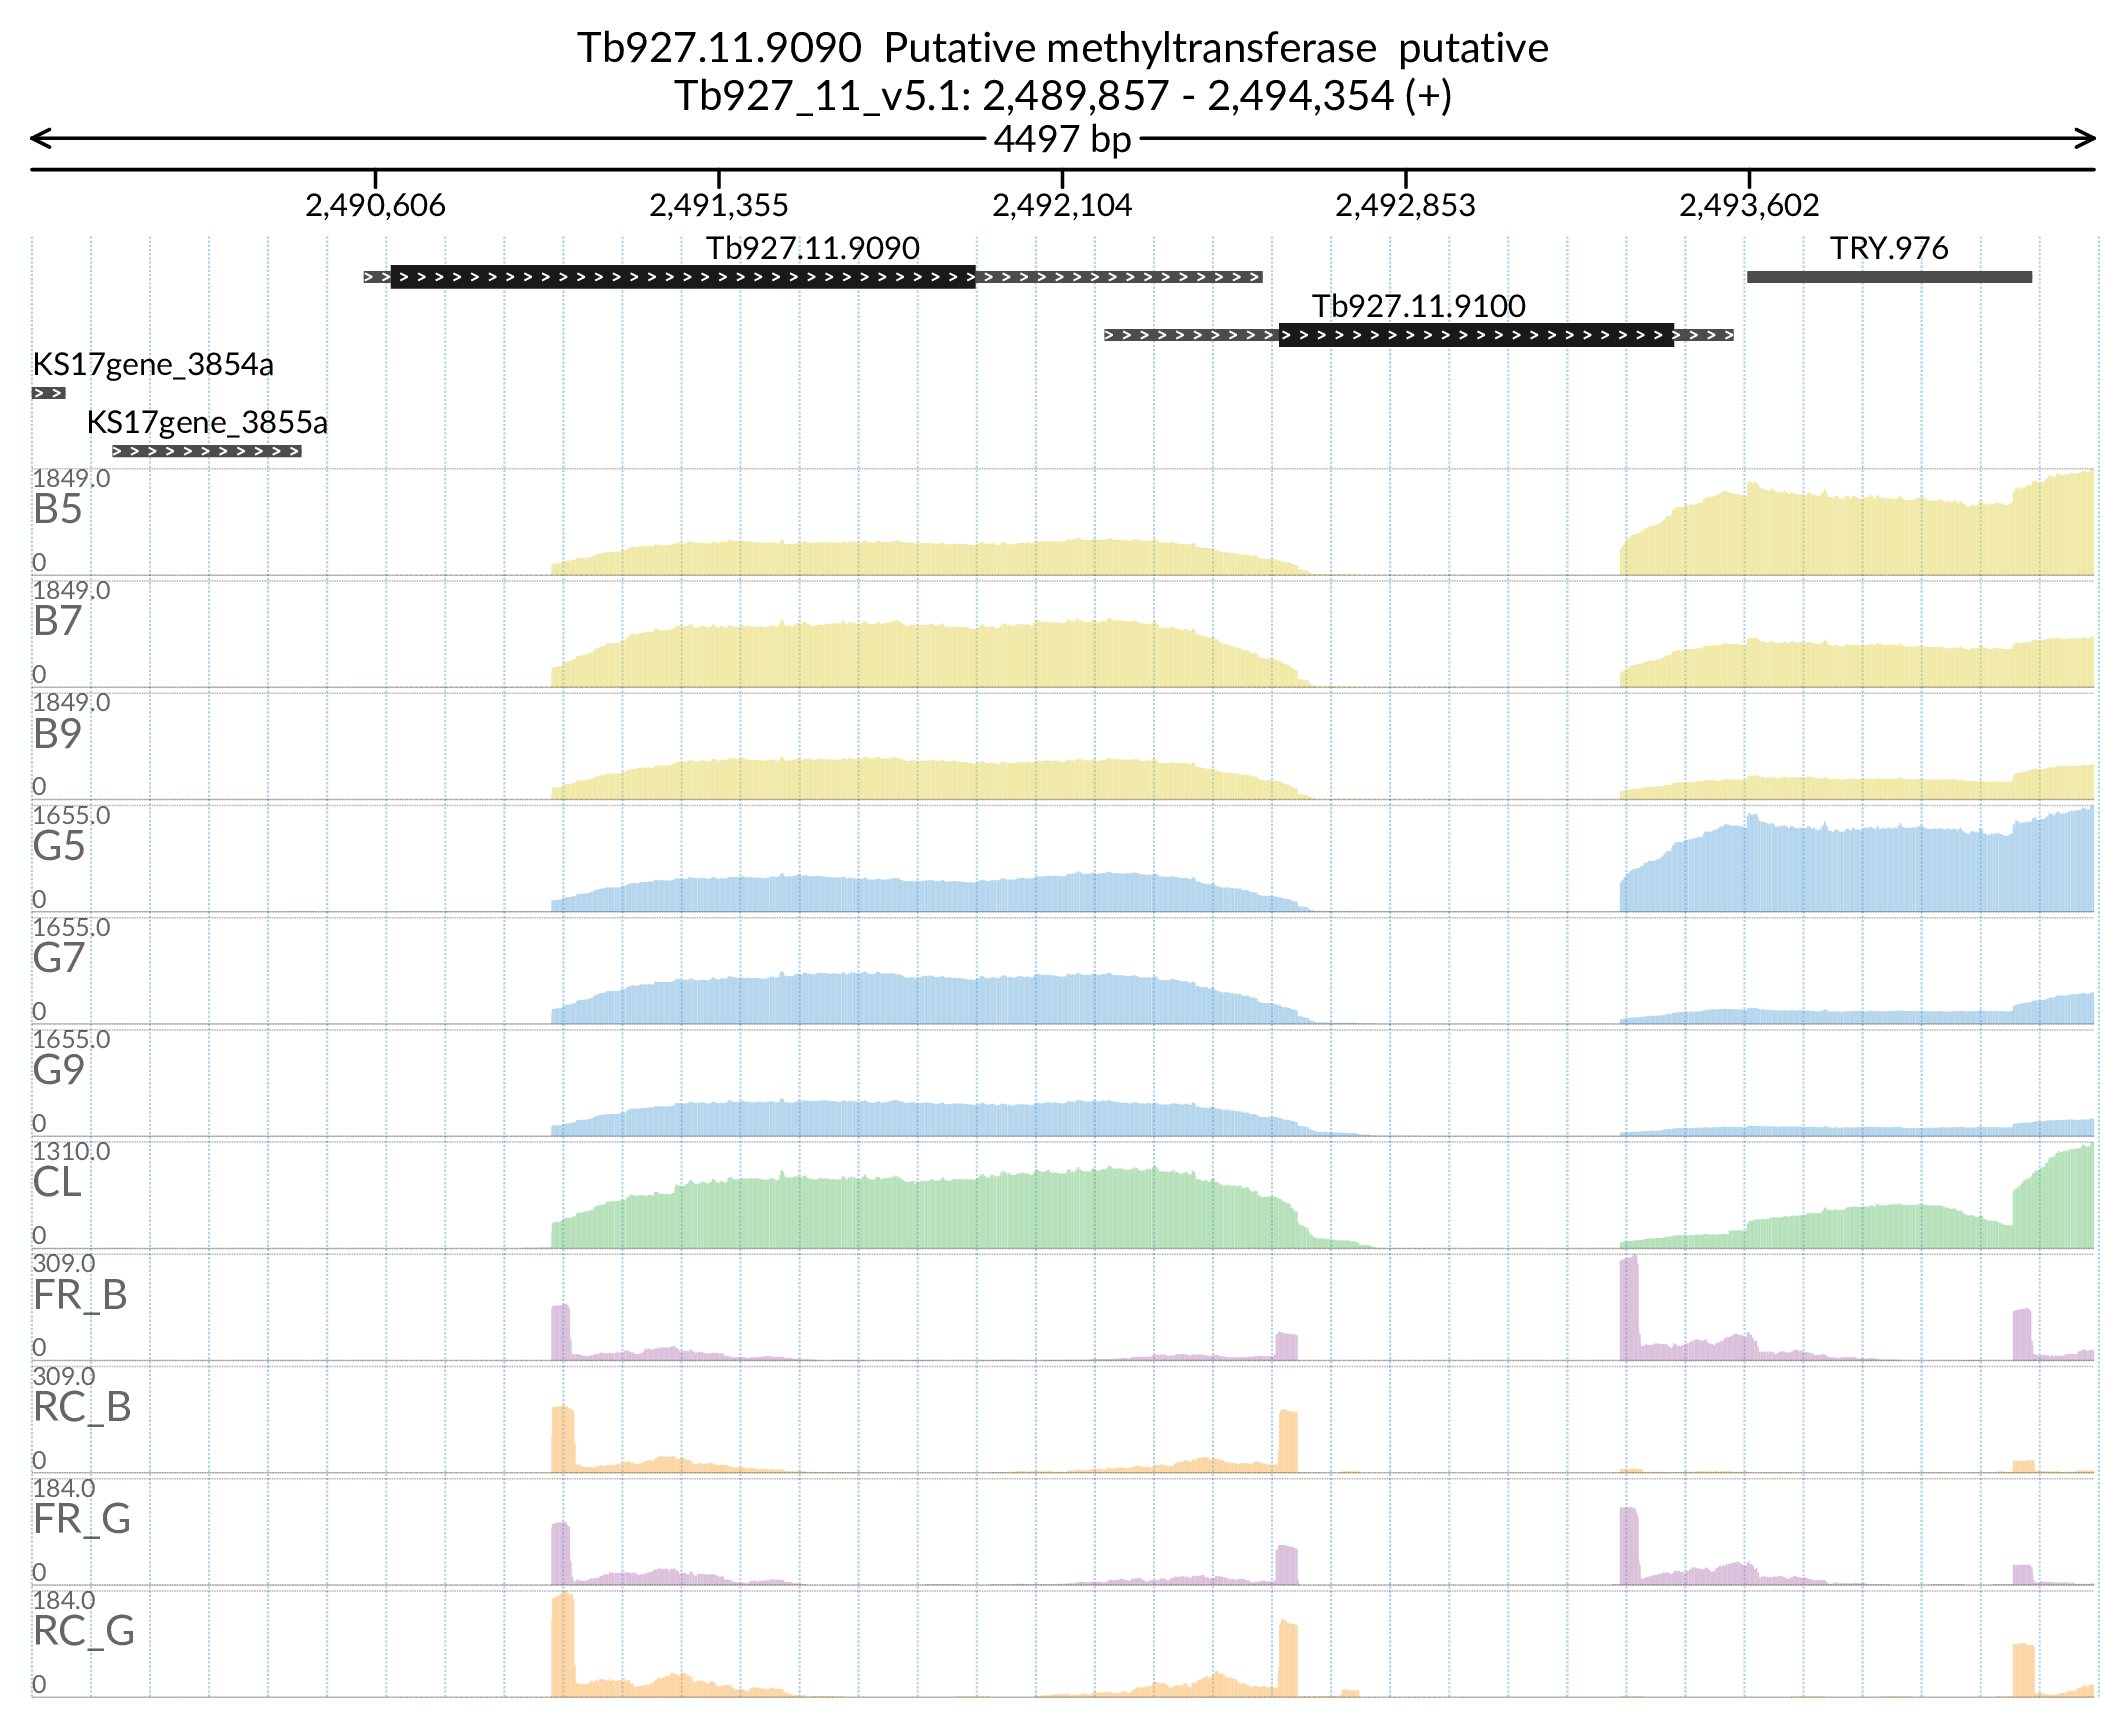 Tb927.11.9090  Putative methyltransferase  putative
Tb927_11_v5.1: 2,489,857 - 2,494,354 (+)
4497 bp
2,490,606 2,491,355 2,492,104 2,492,853 2,493,602
Tb927.11.9090 TRY.976
Tb927.11.9100
KS17gene_3854a
KS17gene_3855a
1849.0
B5
0
1849.0
B7
0
1849.0
B9
0
1655.0
G5
0
1655.0
G7
0
1655.0
G9
0
1310.0
CL
0
309.0
FR_B
0
309.0
RC_B
0
184.0
FR_G
0
184.0
RC_G
0